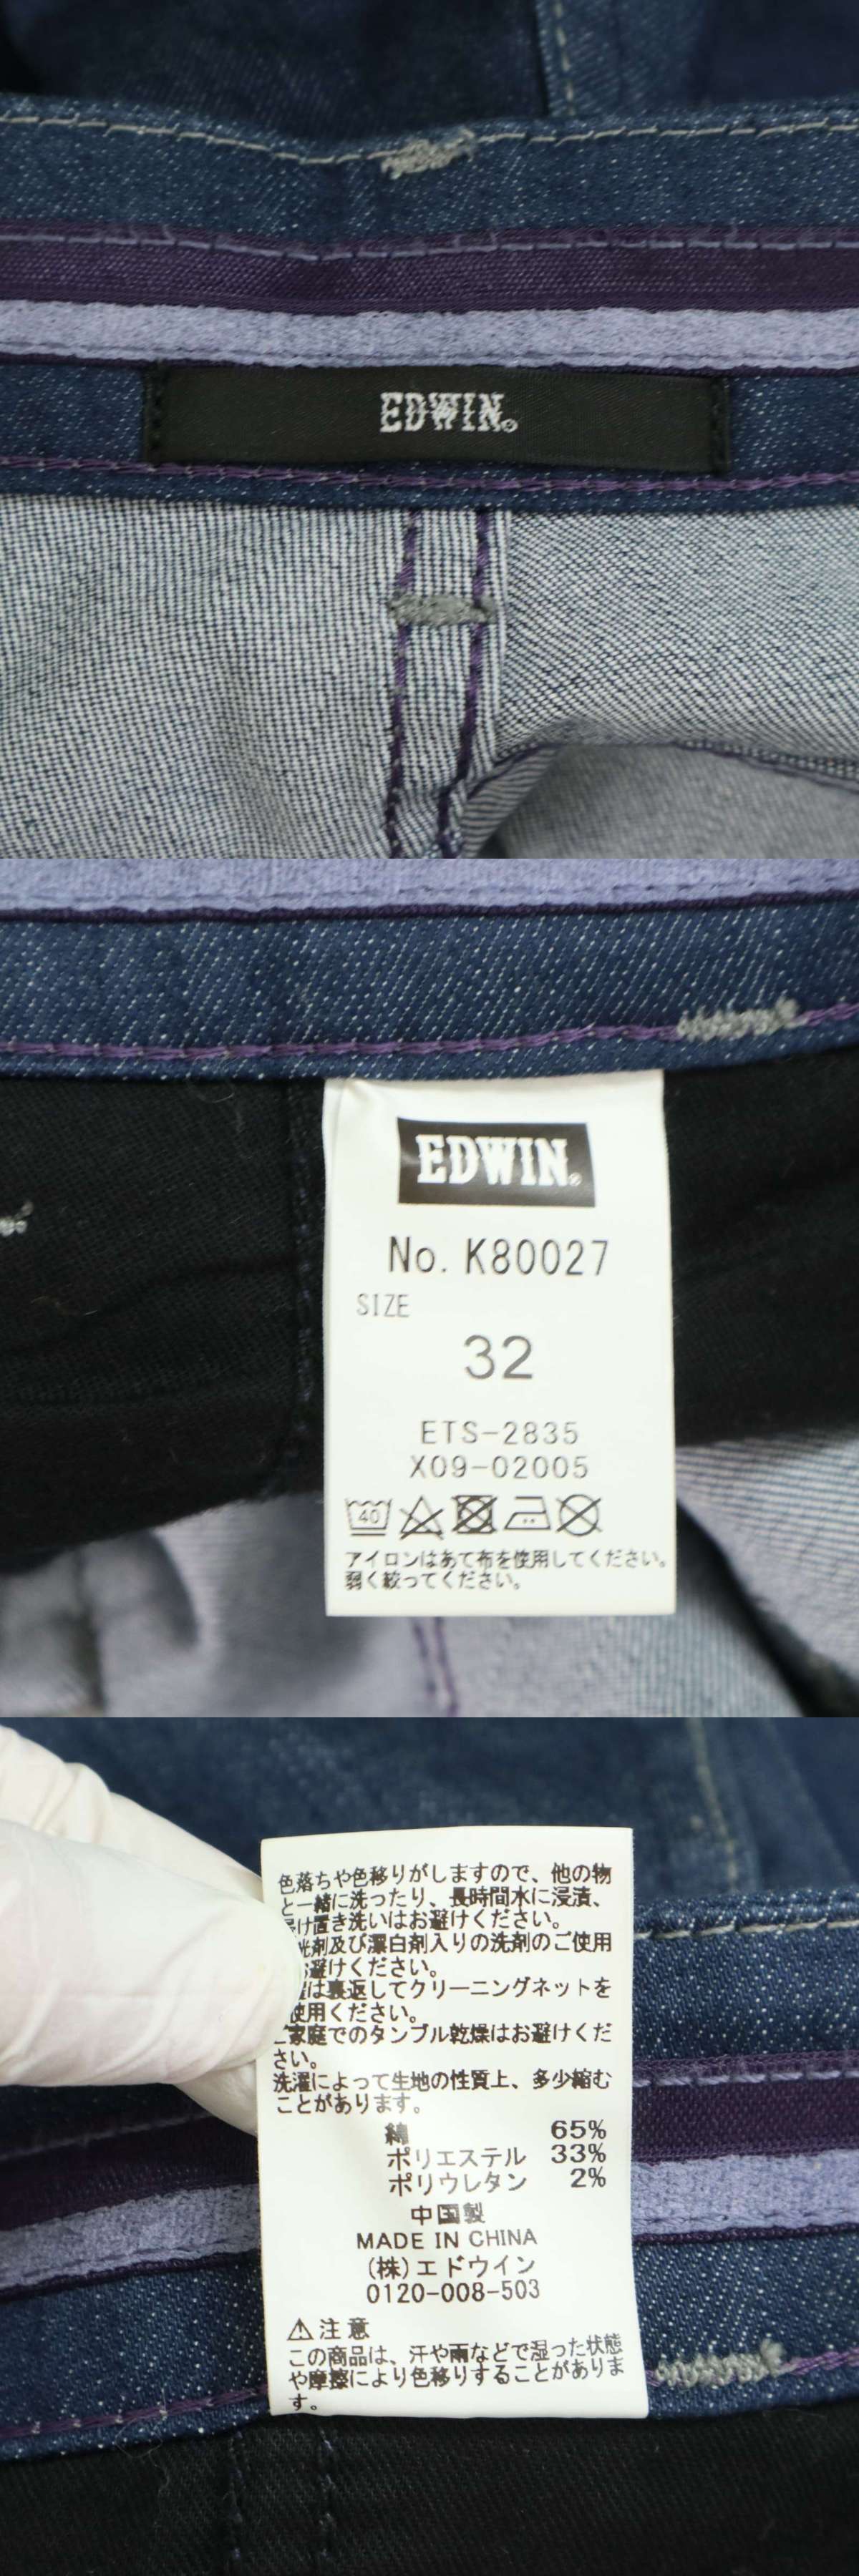 EDWIN.
EDWIN.
No. K80027
SIZE
32
ETS-2835
X09-02005
40
アイロンはあて布を使用してください。
弱く絞ってください。
色落ちや色移りがしますので、他の物
と一緒に洗ったり、長時間水に浸漬、
け置き洗いはお避けください。
光剤及び漂白剤入りの洗剤のご使用
避けください。
は裏返してクリーニングネットを
使用ください。
ご家庭でのタンブル乾燥はお避けくだ
さい。
洗濯によって生地の性質上、多少縮む
ことがあります。
綿 65%
ポリエステル 33%
ポリウレタン 2%
中国製
MADE IN CHINA
(株)エドウイン
0120-008-503
⚠注意
この商品は、汗や雨などで湿った状態
や摩擦により色移りすることがありま
す。